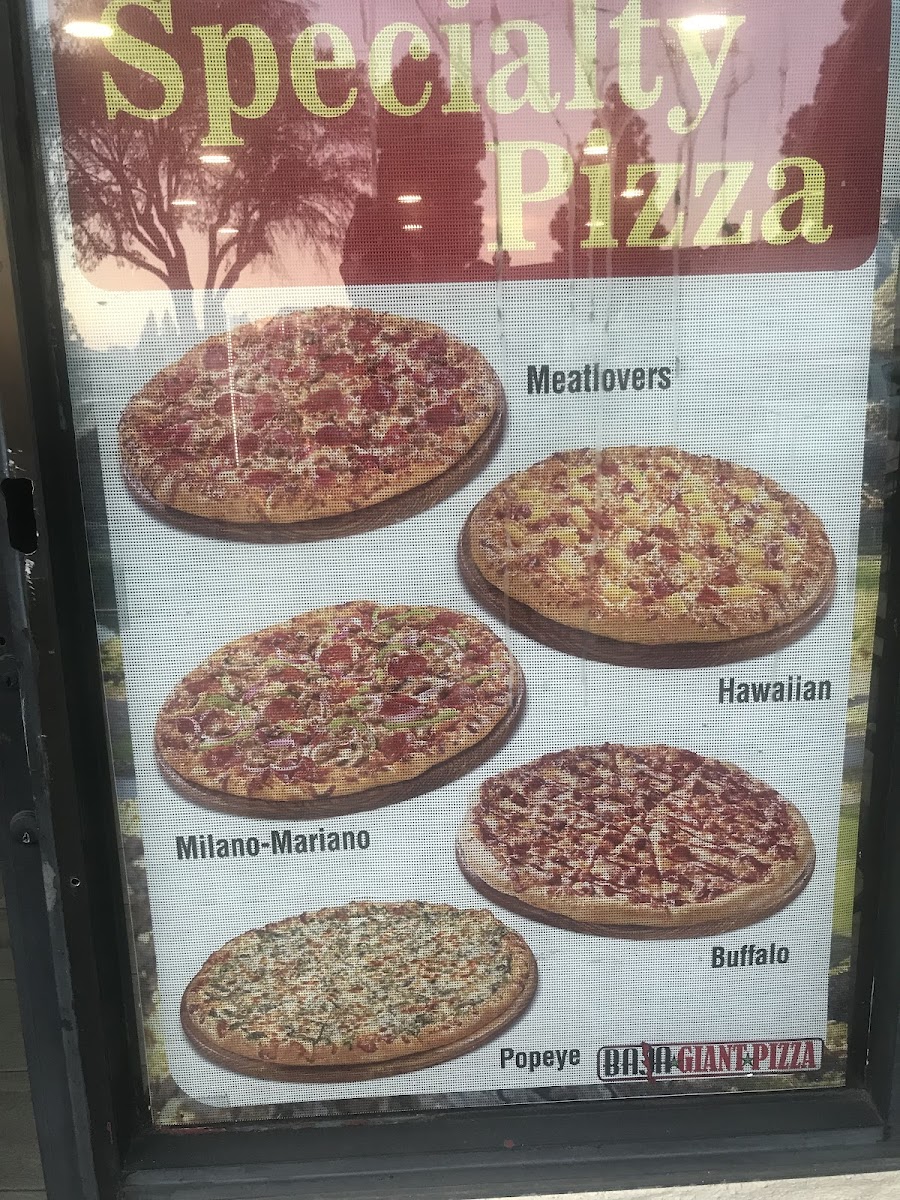 Specialty
Pizza
Meatlovers
Hawaiian
Milano-Mariano
Buffalo
Popeye
BAJA GIANT PIZZA